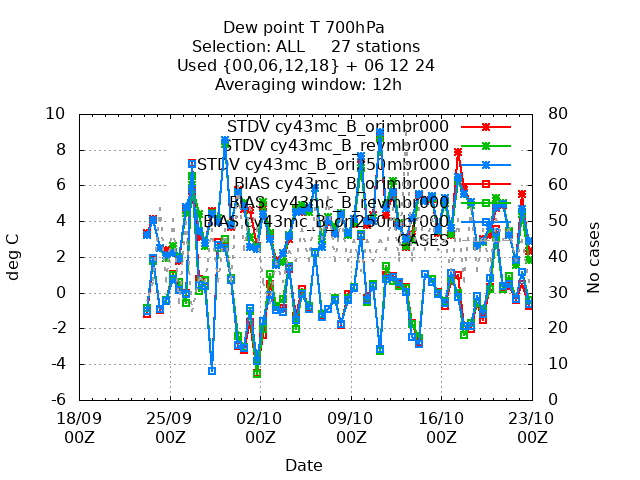 Dew point T 700hPa
Selection: ALL 27 stations
Used {00,06,12,18} + 06 12 24
Averaging window: 12h
10 80
STDV cy43mc_B_orimbr000
8 70
STDV cy43mc_B_revmbr000
STDV cy43mc_B_ori250mbr000
6 60
BIAS cy43mc_B_orimbr000
BIAS cy43mc_B_revmbr000
4 50
BIAS cy43mc_B_ori250mbr000
CASES
2 40
0 30
-2 20
-4 10
-6 0
deg C
No cases
18/09 25/09 02/10 09/10 16/10 23/10
00Z 00Z 00Z 00Z 00Z 00Z
Date